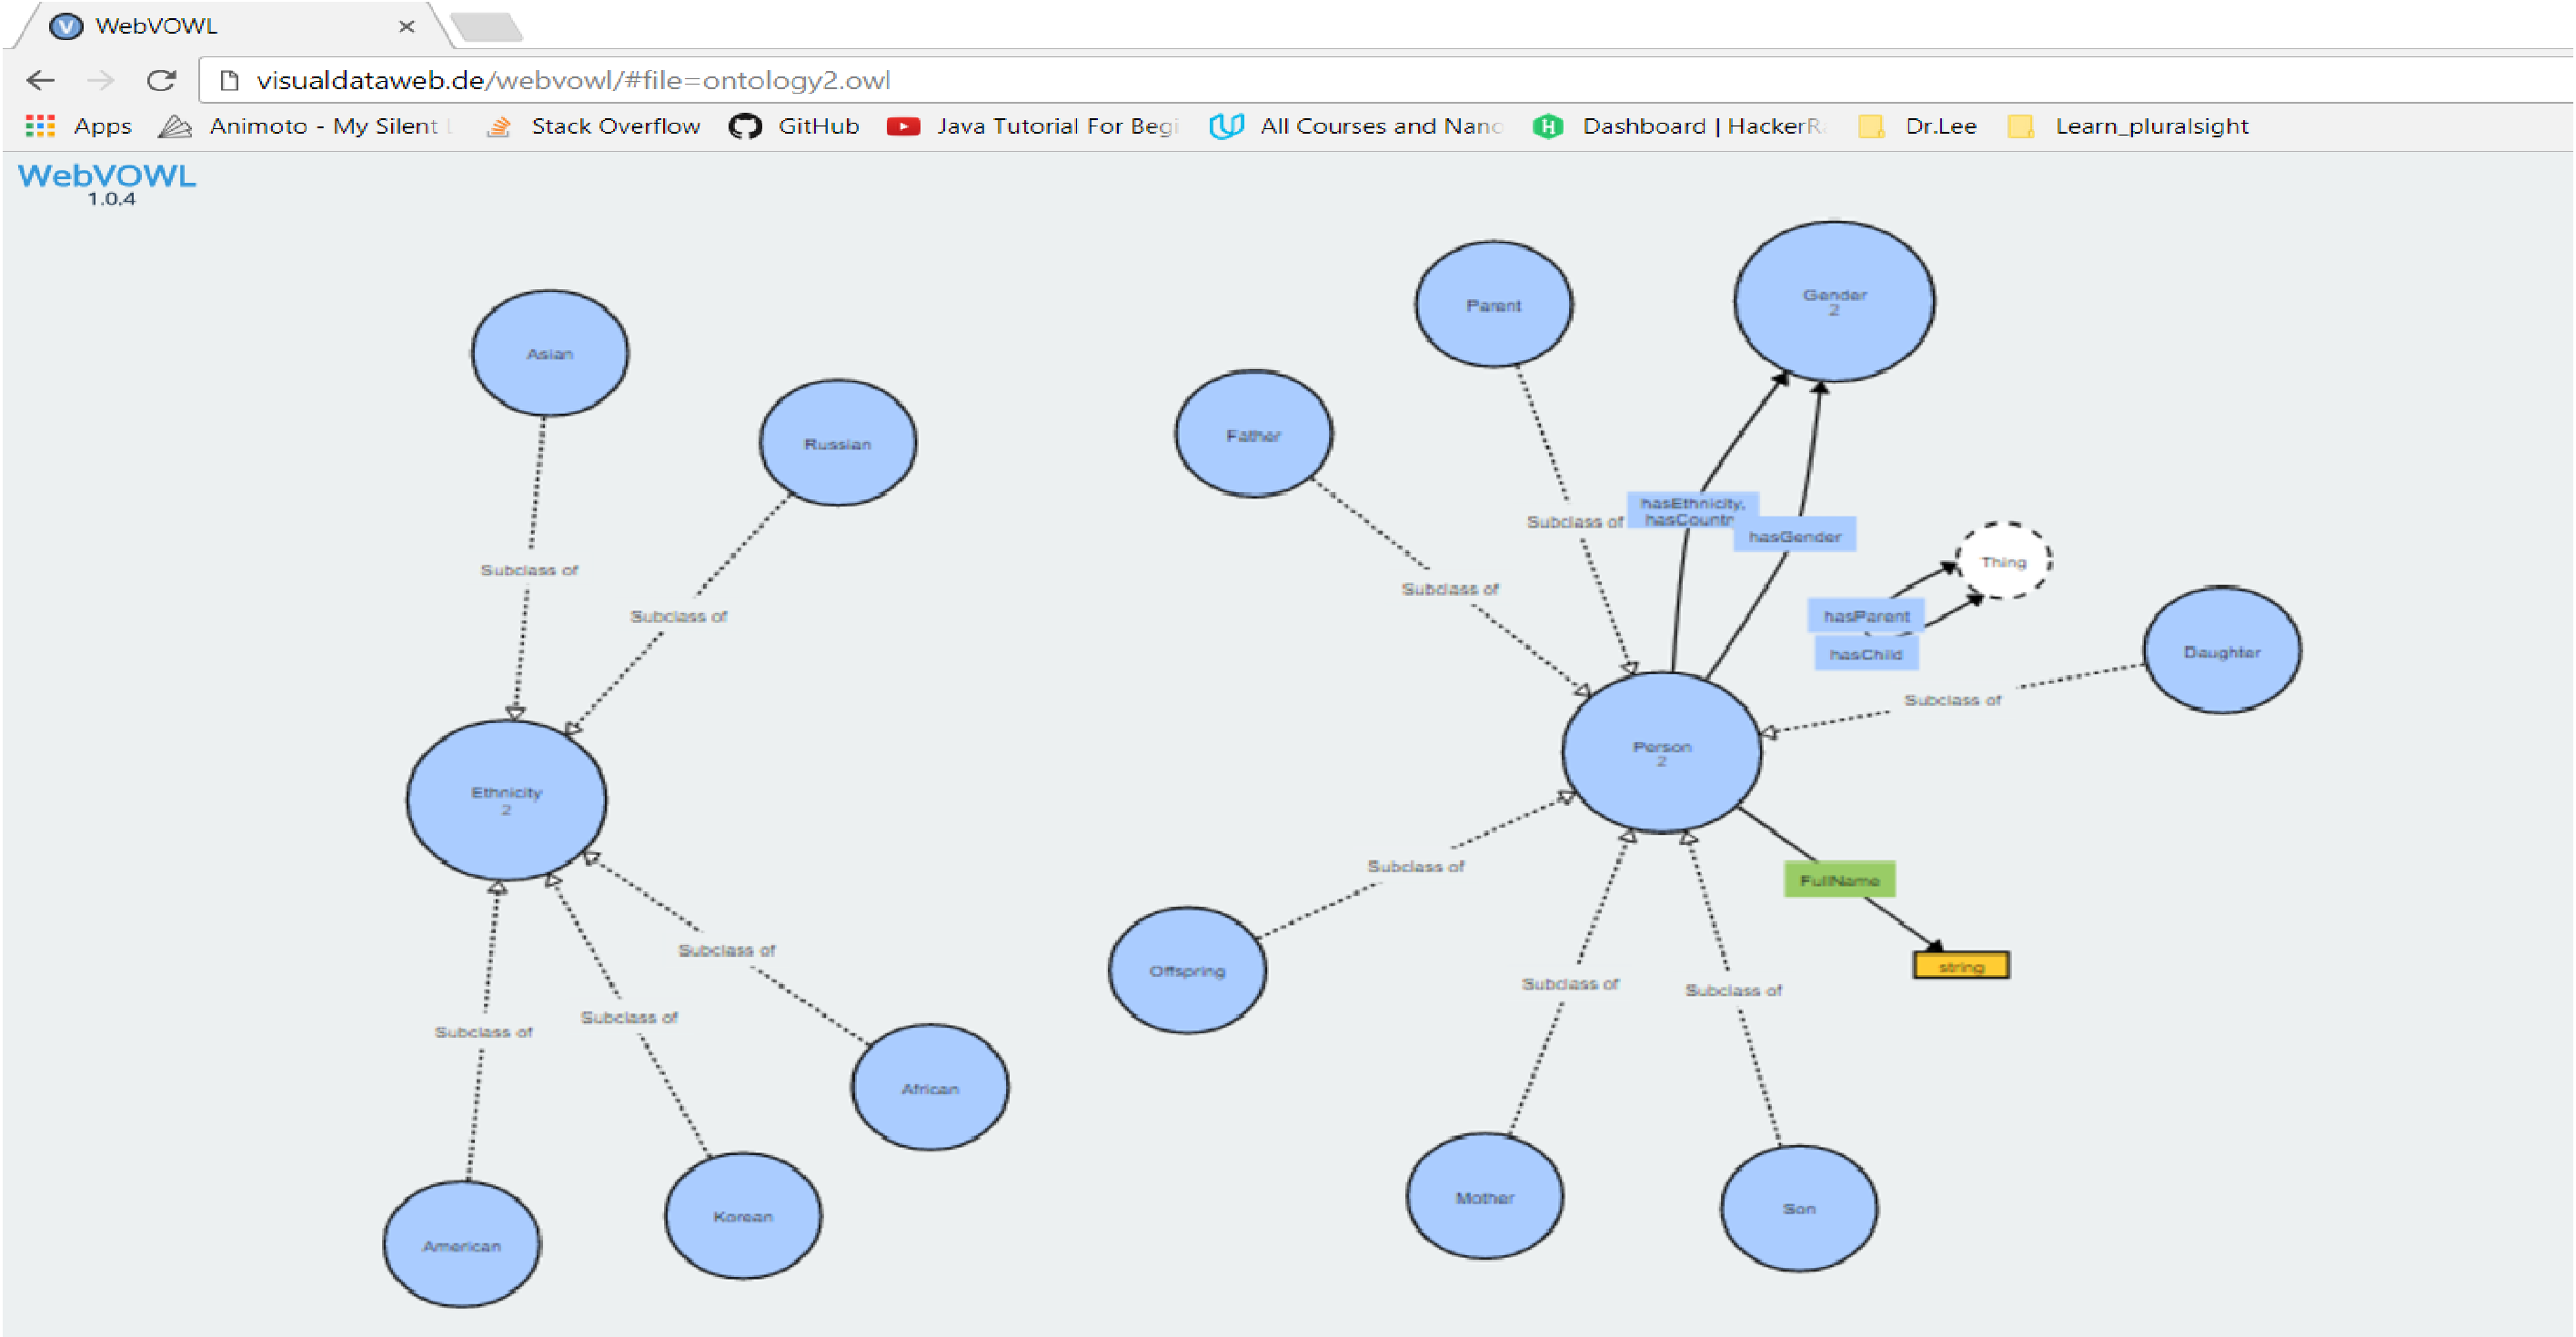 WebVOWL
visualdataweb.de/webvowl/#file=ontology2.owl
Apps Animoto - My Silent Stack Overflow GitHub Java Tutorial For Begi All Courses and Nano Dashboard | HackerR Dr.Lee Learn_pluralsight
WebVOWL
1.0.4
Asian
Russian
Subclass of
Subclass of
Ethnicity
2
Subclass of
Subclass of
Subclass of
African
Korean
American
Parent
Gender
2
Father
Subclass of
hasEthnicity,
hasCountr
hasGender
Thing
Subclass of
hasParent
hasChild
Daughter
Subclass of
Person
2
Subclass of
FullName
string
Offspring
Subclass of
Subclass of
Mother
Son